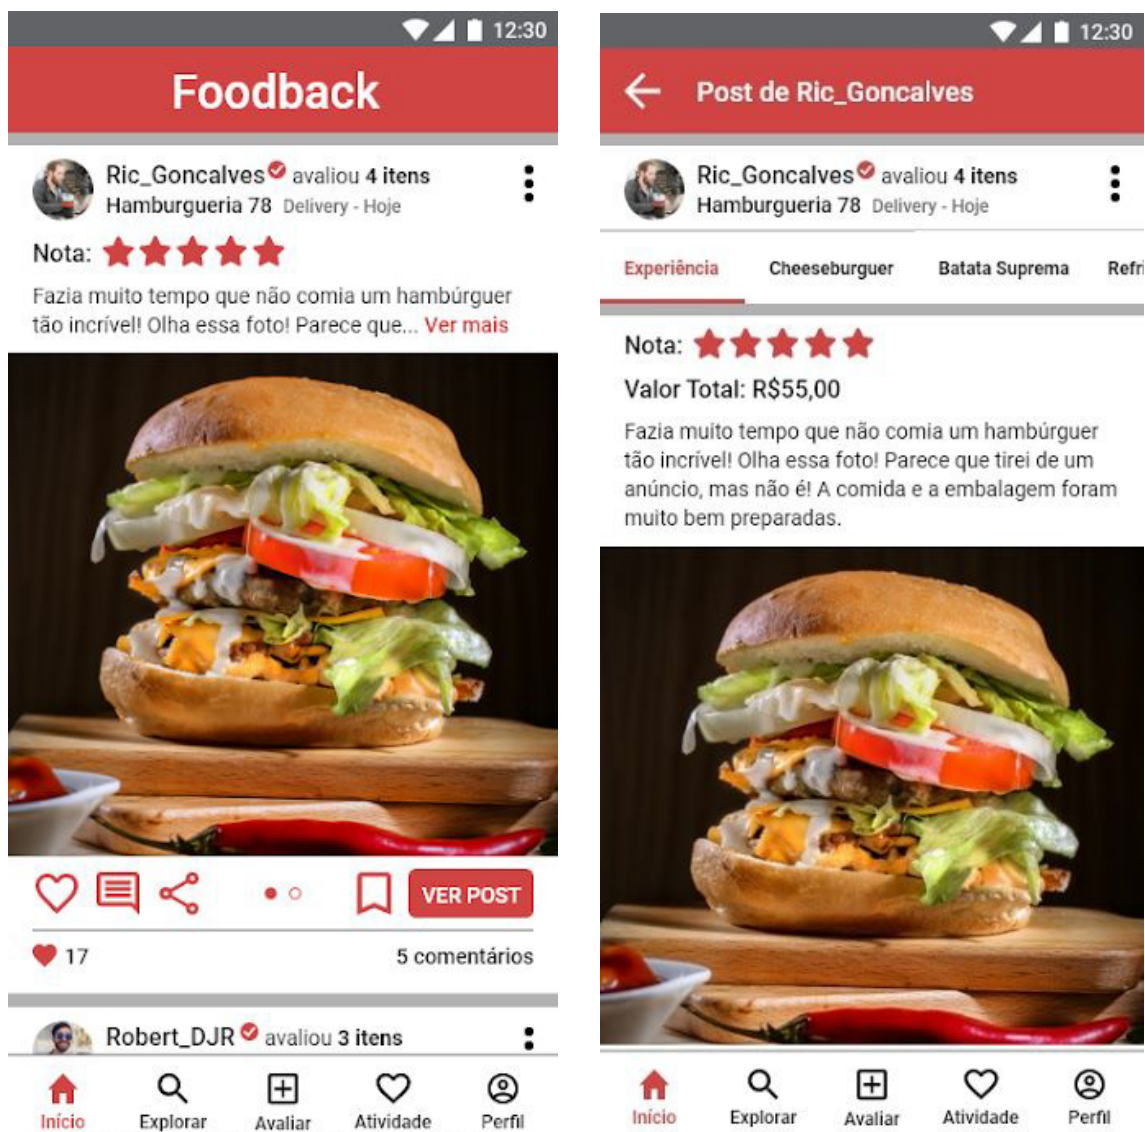 12:30
Foodback
Ric_Goncalves avaliou 4 itens
Hamburgueria 78 Delivery - Hoje
Nota:
Fazia muito tempo que não comia um hambúrguer
tão incrível! Olha essa foto! Parece que... Ver mais
VER POST
17
5 comentários
Robert_DJR avaliou 3 itens
Início Explorar Avaliar Atividade Perfil
12:30
Post de Ric_Goncalves
Ric_Goncalves avaliou 4 itens
Hamburgueria 78 Delivery - Hoje
Experiência Cheeseburguer Batata Suprema Refri
Nota:
Valor Total: R$55,00
Fazia muito tempo que não comia um hambúrguer
tão incrível! Olha essa foto! Parece que tirei de um
anúncio, mas não é! A comida e a embalagem foram
muito bem preparadas.
Início Explorar Avaliar Atividade Perfil